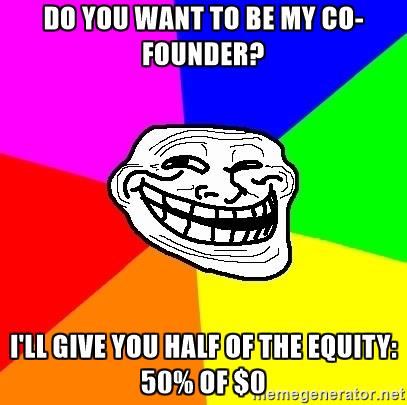 DO YOU WANT TO BE MY CO-
FOUNDER?
I'LL GIVE YOU HALF OF THE EQUITY:
50% OF $0
memegenerator.net